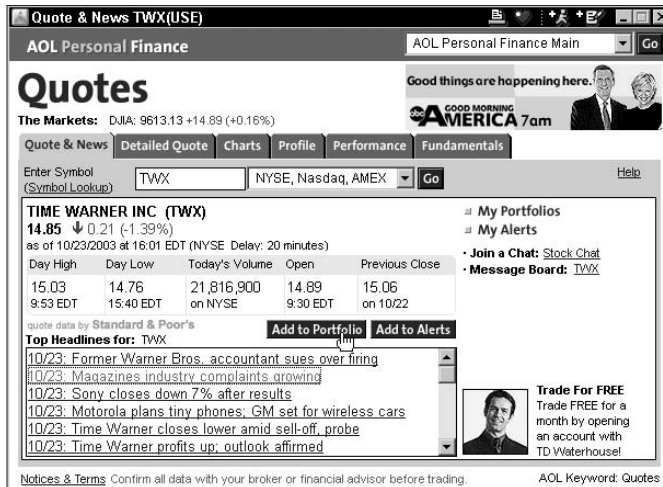 Quote & News TWX(USE)
AOL Personal Finance
AOL Personal Finance Main
Go
Quotes
The Markets: DJIA: 9613.13 +14.89 (+0.16%)
Good things are happening here.
abc GOOD MORNING AMERICA 7am
Quote & News Detailed Quote Charts Profile Performance Fundamentals
Enter Symbol
(Symbol Lookup)
TWX
NYSE, Nasdaq, AMEX
Go
Help
TIME WARNER INC (TWX)
14.85 0.21 (-1.39%)
as of 10/23/2003 at 16:01 EDT (NYSE Delay: 20 minutes)
Day High Day Low Today's Volume Open Previous Close
15.03 14.76 21,816,900 14.89 15.06
9:53 EDT 15:40 EDT on NYSE 9:30 EDT on 10/22
quote data by Standard & Poor's
Add to Portfolio Add to Alerts
Top Headlines for: TWX
10/23: Former Warner Bros. accountant sues over firing
10/23: Magazines industry complaints growing
10/23: Sony closes down 7% after results
10/23: Motorola plans tiny phones; GM set for wireless cars
10/23: Time Warner closes lower amid sell-off, probe
10/23: Time Warner profits up; outlook affirmed
My Portfolios
My Alerts
· Join a Chat: Stock Chat
· Message Board: TWX
Trade For FREE
Trade FREE for a
month by opening
an account with
TD Waterhouse!
Notices & Terms Confirm all data with your broker or financial advisor before trading.
AOL Keyword: Quotes